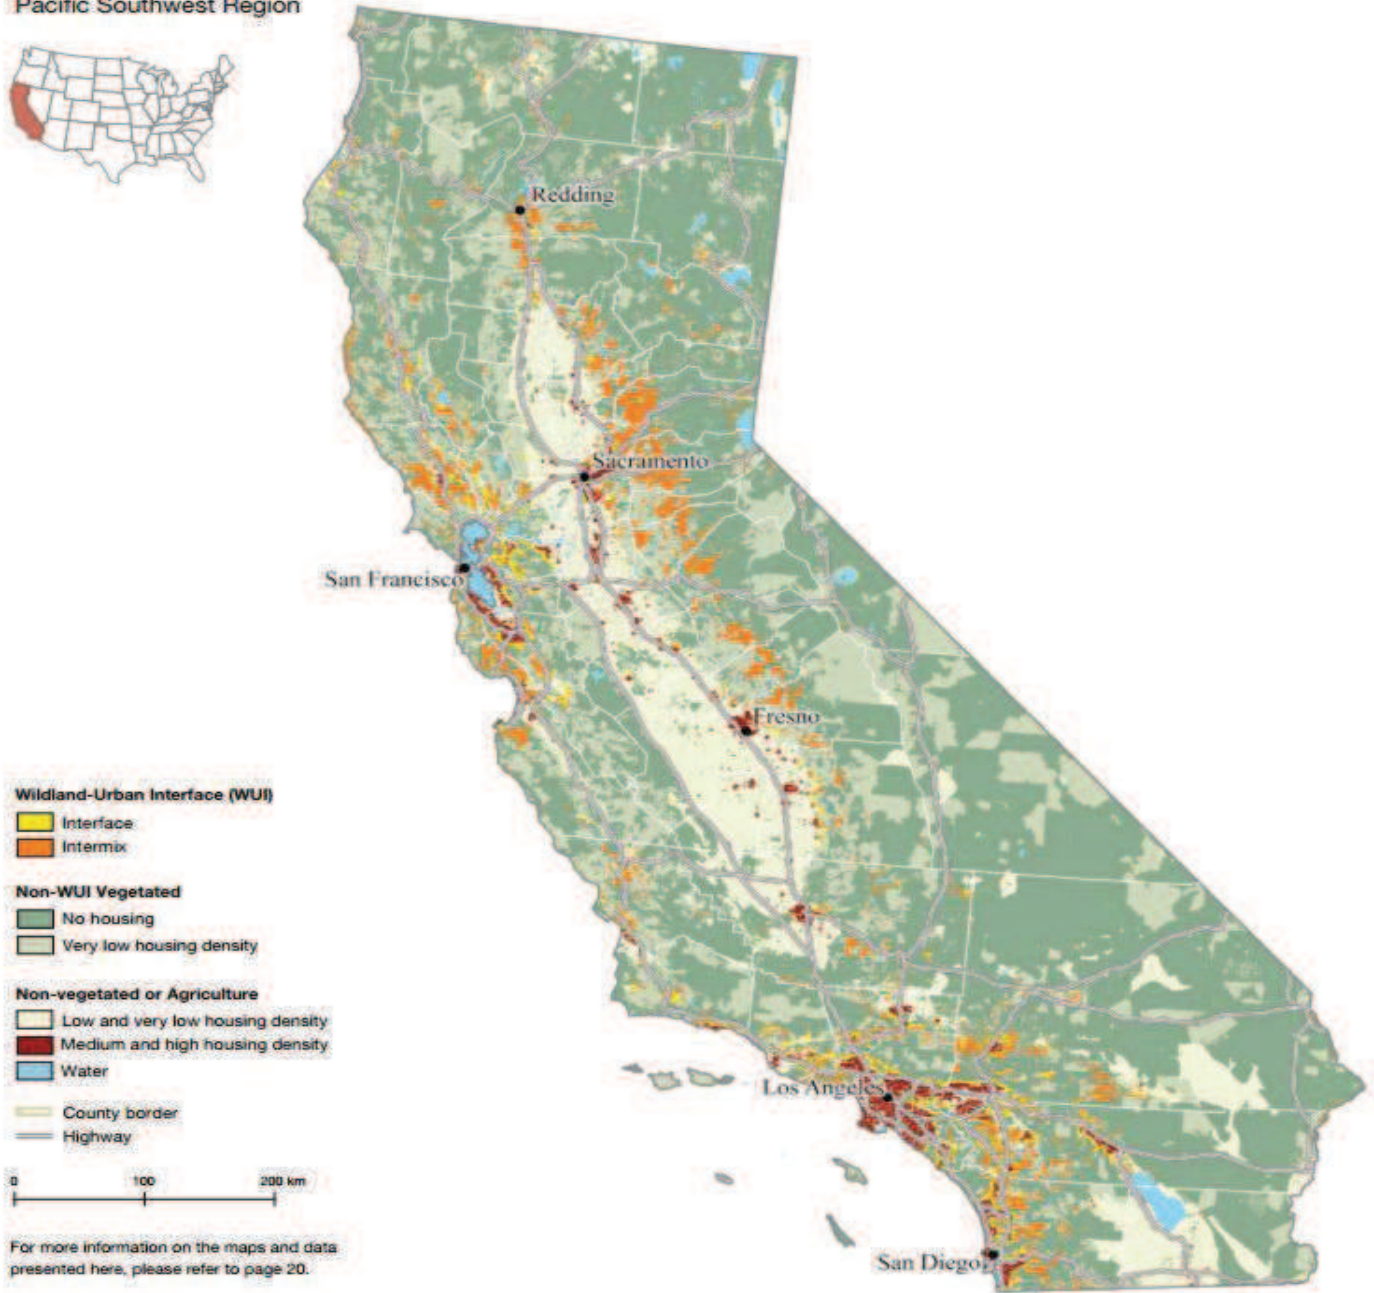 Pacific Southwest Region
Redding
Sacramento
San Francisco
Fresno
Wildland-Urban Interface (WUI)
Interface
Intermix
Non-WUI Vegetated
No housing
Very low housing density
Non-vegetated or Agriculture
Low and very low housing density
Medium and high housing density
Water
County border
Highway
Los Angeles
0 100 200 km
San Diego
For more information on the maps and data
presented here, please refer to page 20.